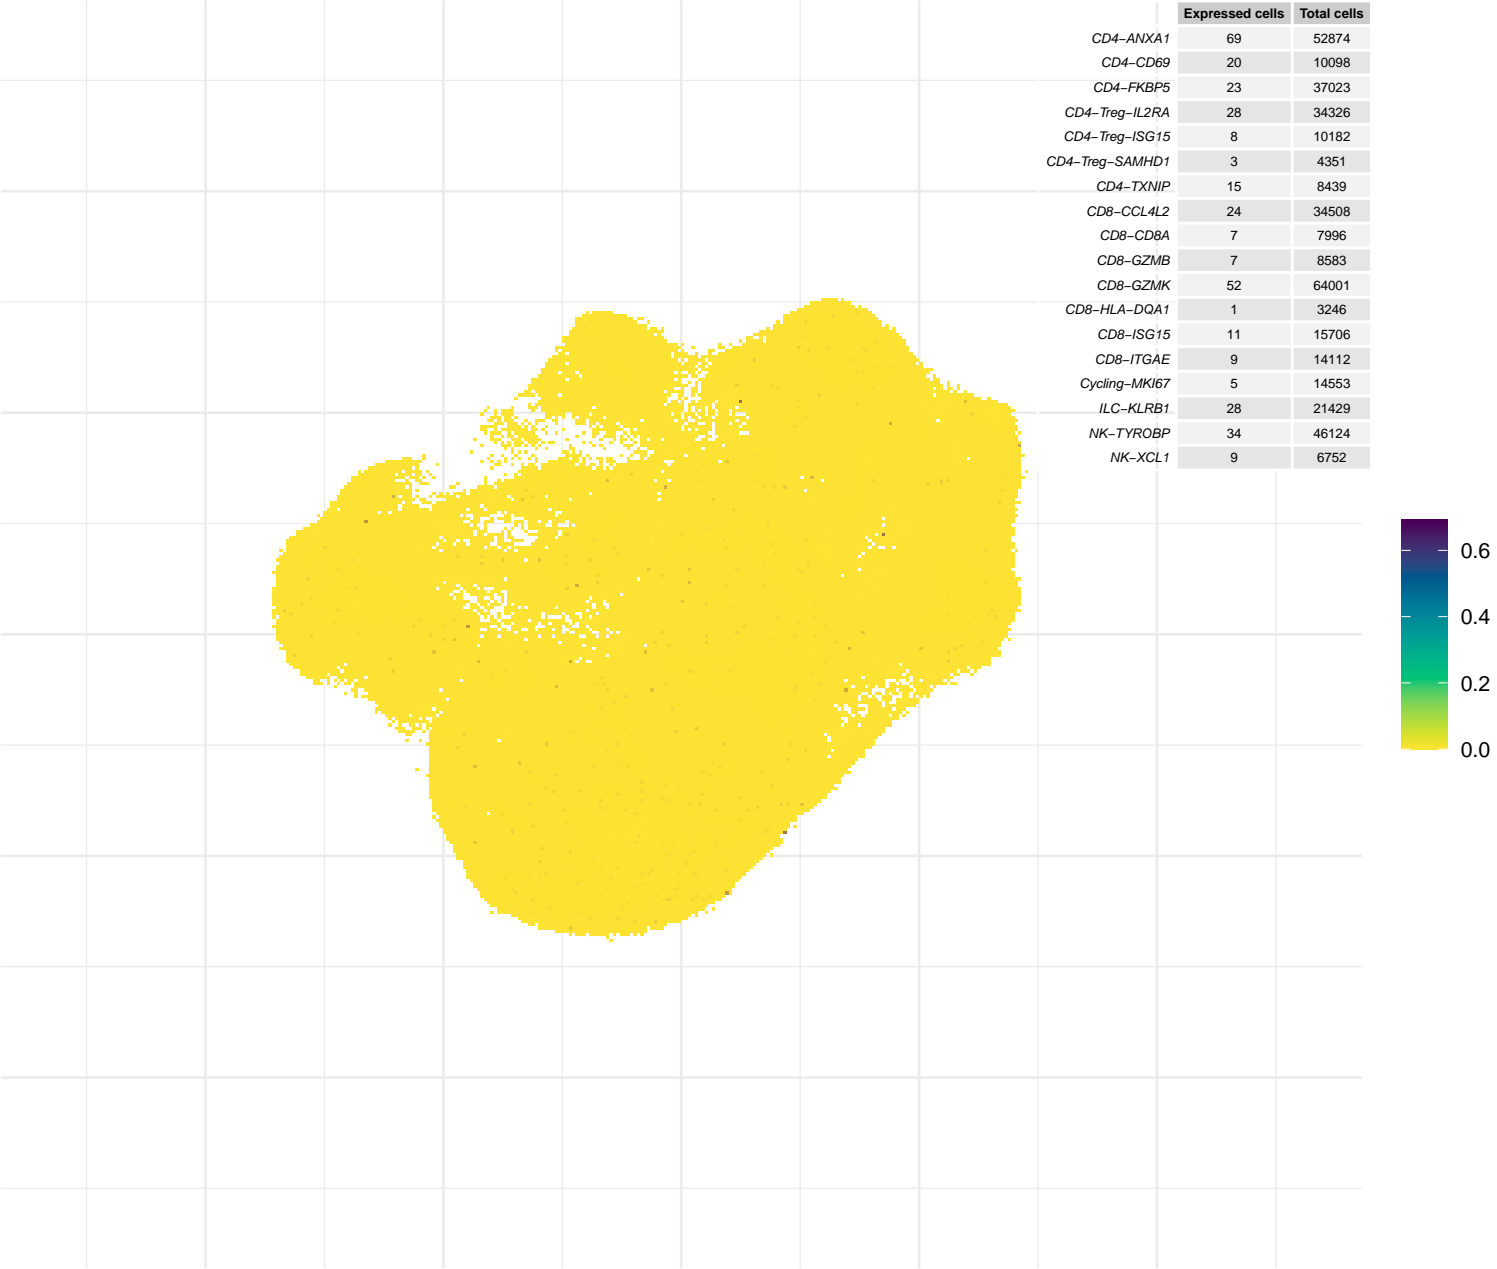 Expressed cells Total cells
CD4−ANXA1 69 52874
CD4−CD69 20 10098
CD4−FKBP5 23 37023
CD4−Treg−IL2RA 28 34326
CD4−Treg−ISG15 8 10182
CD4−Treg−SAMHD1 3 4351
CD4−TXNIP 15 8439
CD8−CCL4L2 24 34508
CD8−CD8A 7 7996
CD8−GZMB 7 8583
CD8−GZMK 52 64001
CD8−HLA−DQA1 1 3246
CD8−ISG15 11 15706
CD8−ITGAE 9 14112
Cycling−MKI67 5 14553
ILC−KLRB1 28 21429
NK−TYROBP 34 46124
NK−XCL1 9 6752
0.6
0.4
0.2
0.0